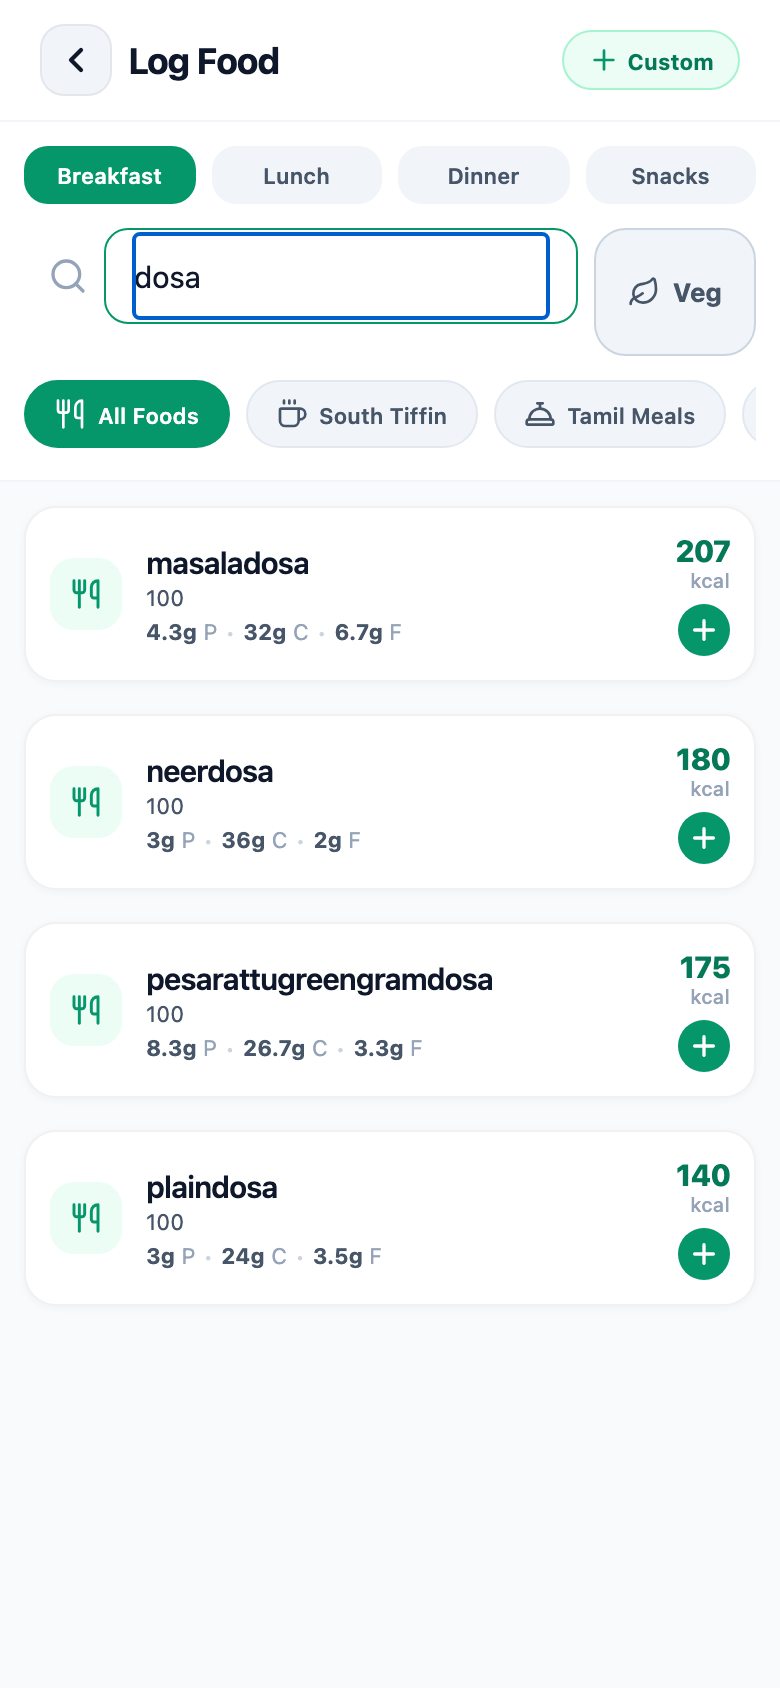 Log Food
Custom
Breakfast
Lunch
Dinner
Snacks
dosa
Veg
All Foods
South Tiffin
Tamil Meals
masaladosa
207
kcal
100
4.3g P • 32g C • 6.7g F
neerdosa
180
kcal
100
3g P • 36g C • 2g F
pesarattugreengramdosa
175
kcal
100
8.3g P • 26.7g C • 3.3g F
plaindosa
140
kcal
100
3g P • 24g C • 3.5g F